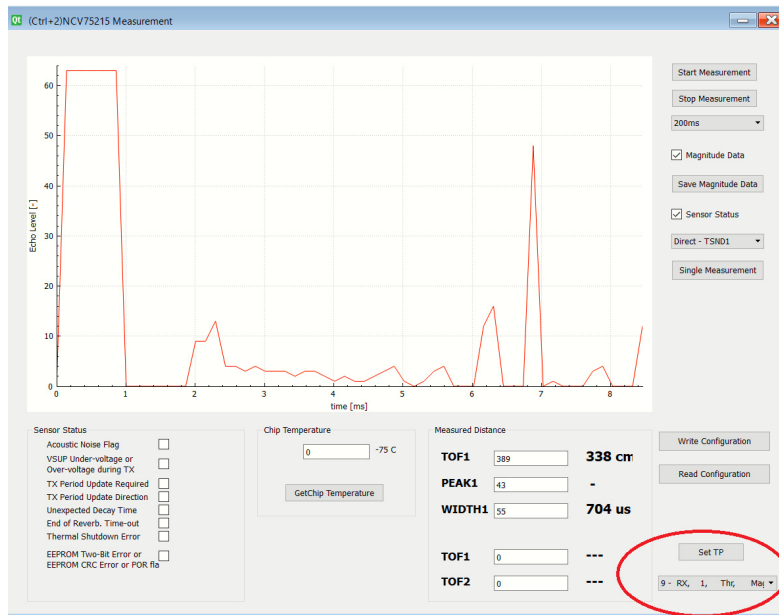 (Ctrl+2)NCV75215 Measurement
Start Measurement
Stop Measurement
200ms
Magnitude Data
Save Magnitude Data
Sensor Status
Direct - TSND1
Single Measurement
Echo Level [-]
60
50
40
30
20
10
0
0 1 2 3 4 5 6 7 8
time [ms]
Sensor Status
Acoustic Noise Flag
VSUP Under-voltage or
Over-voltage during TX
TX Period Update Required
TX Period Update Direction
Unexpected Decay Time
End of Reverb. Time-out
Thermal Shutdown Error
EEPROM Two-Bit Error or
EEPROM CRC Error or POR fla
Chip Temperature
0 -75 C
GetChip Temperature
Measured Distance
TOF1 389 338 cm
PEAK1 43 -
WIDTH1 55 704 us
TOF1 0 ---
TOF2 0 ---
Write Configuration
Read Configuration
Set TP
9 - RX, 1, Thr, Mag